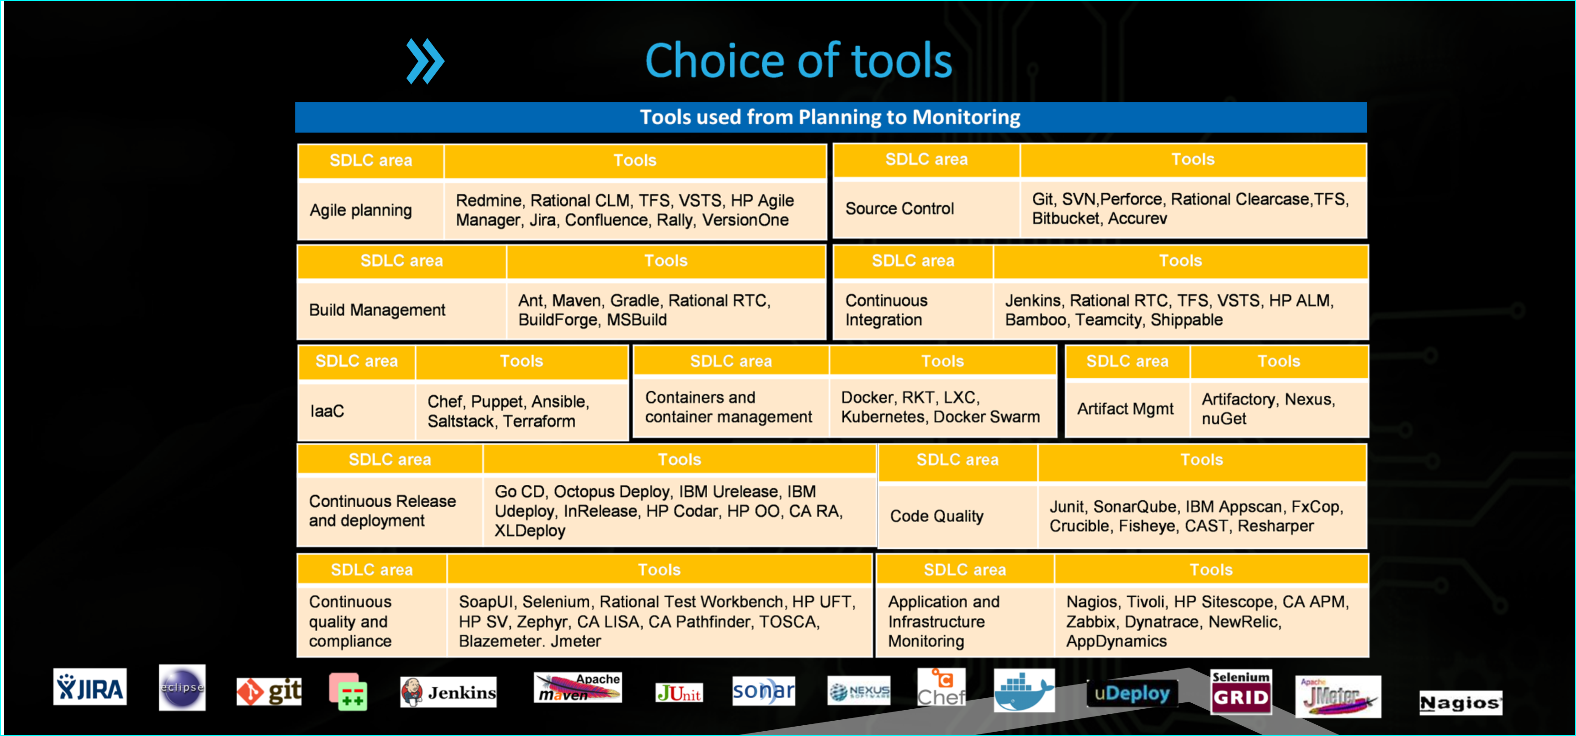 Choice of tools
Tools used from Planning to Monitoring
SDLC area
Tools
Agile planning
Redmine, Rational CLM, TFS, VSTS, HP Agile
Manager, Jira, Confluence, Rally, VersionOne
SDLC area
Tools
Source Control
Git, SVN,Perforce, Rational Clearcase,TFS,
Bitbucket, Accurev
SDLC area
Tools
Build Management
Ant, Maven, Gradle, Rational RTC,
BuildForge, MSBuild
SDLC area
Tools
Continuous
Integration
Jenkins, Rational RTC, TFS, VSTS, HP ALM,
Bamboo, Teamcity, Shippable
SDLC area
Tools
IaaC
Chef, Puppet, Ansible,
Saltstack, Terraform
SDLC area
Tools
Containers and
container management
Docker, RKT, LXC,
Kubernetes, Docker Swarm
SDLC area
Tools
Artifact Mgmt
Artifactory, Nexus,
nuGet
SDLC area
Tools
Continuous Release
and deployment
Go CD, Octopus Deploy, IBM Urelease, IBM
Udeploy, InRelease, HP Codar, HP OO, CA RA,
XLDeploy
SDLC area
Tools
Code Quality
Junit, SonarQube, IBM Appscan, FxCop,
Crucible, Fisheye, CAST, Resharper
SDLC area
Tools
Continuous
quality and
compliance
SoapUI, Selenium, Rational Test Workbench, HP UFT,
HP SV, Zephyr, CA LISA, CA Pathfinder, TOSCA,
Blazemeter. Jmeter
SDLC area
Tools
Application and
Infrastructure
Monitoring
Nagios, Tivoli, HP Sitescope, CA APM,
Zabbix, Dynatrace, NewRelic,
AppDynamics
JIRA
eclipse
git
Jenkins
Apache
maven
JUnit
sonar
NEXUS
SOFTWARE
Chef
uDeploy
Selenium
GRID
Apache
JMeter
Nagios